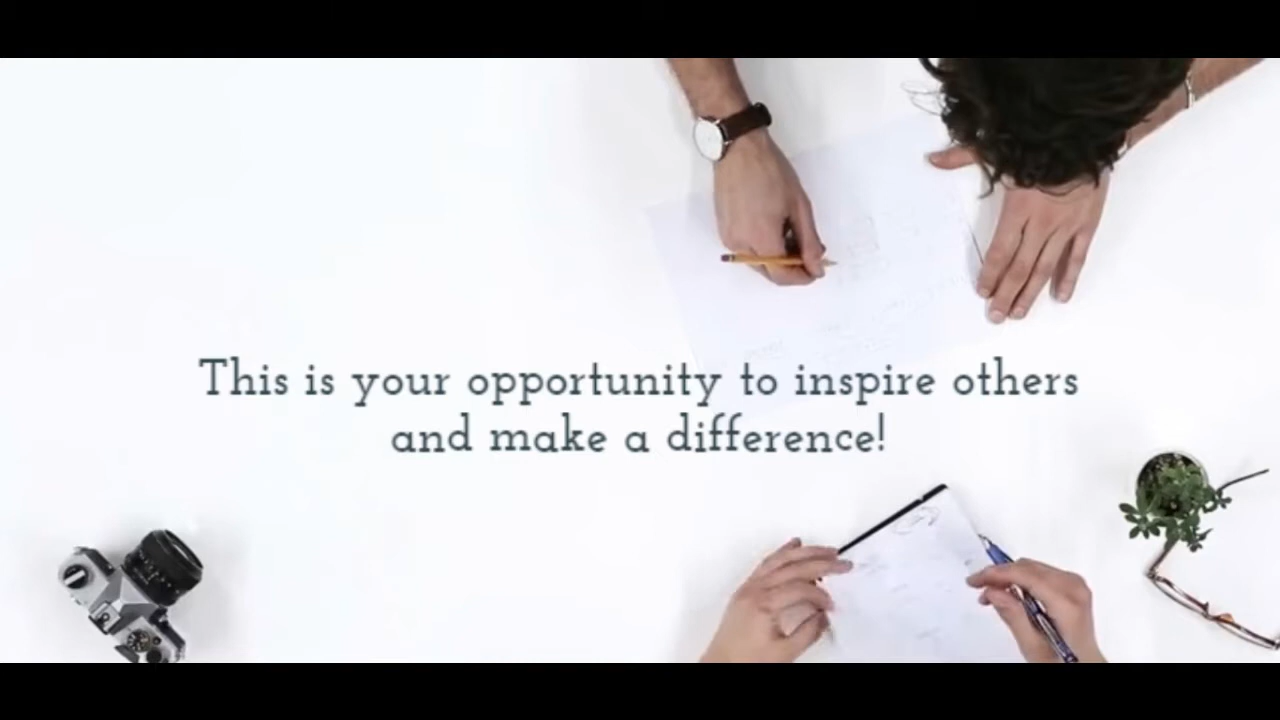 This is your opportunity to inspire others
and make a difference!